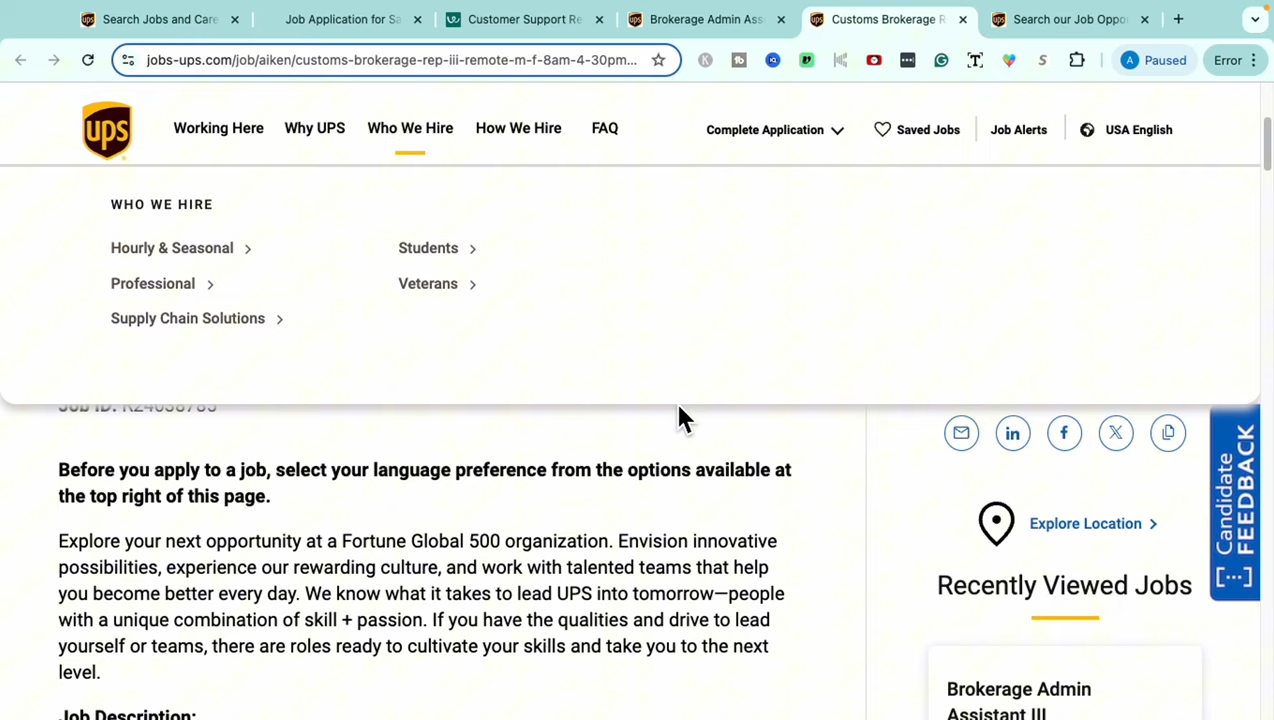 Search Jobs and Care
Job Application for Sa
Customer Support Re
Brokerage Admin Ass
Customs Brokerage R
Search our Job Oppo
jobs-ups.com/job/aiken/customs-brokerage-rep-iii-remote-m-f-8am-4-30pm...
A Paused
Error
ups
Working Here
Why UPS
Who We Hire
How We Hire
FAQ
Complete Application
Saved Jobs
Job Alerts
USA English
WHO WE HIRE
Hourly & Seasonal
Students
Professional
Veterans
Supply Chain Solutions
Job ID: R24038785
Before you apply to a job, select your language preference from the options available at
the top right of this page.
Explore your next opportunity at a Fortune Global 500 organization. Envision innovative
possibilities, experience our rewarding culture, and work with talented teams that help
you become better every day. We know what it takes to lead UPS into tomorrow—people
with a unique combination of skill + passion. If you have the qualities and drive to lead
yourself or teams, there are roles ready to cultivate your skills and take you to the next
level.
Job Description:
Explore Location
Recently Viewed Jobs
Brokerage Admin
Assistant III
Candidate
FEEDBACK